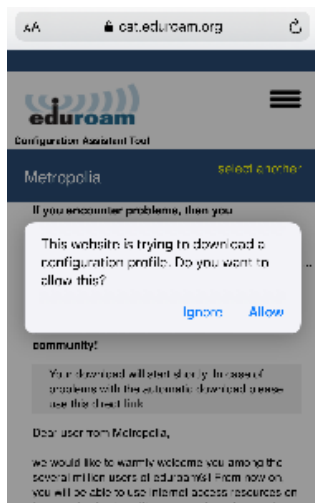 AA cat.eduroam.org
eduroam
Configuration Assistant Tool
Metropolia select another
If you encounter problems, then you
This website is trying to download a
configuration profile. Do you want to
allow this?
Ignore Allow
community!
Your download will start shortly. In case of
problems with the automatic download please
use this direct link
Dear user from Metropolia,
we would like to warmly welcome you among the
several million users of eduroam®! From now on,
you will be able to use internet access resources on